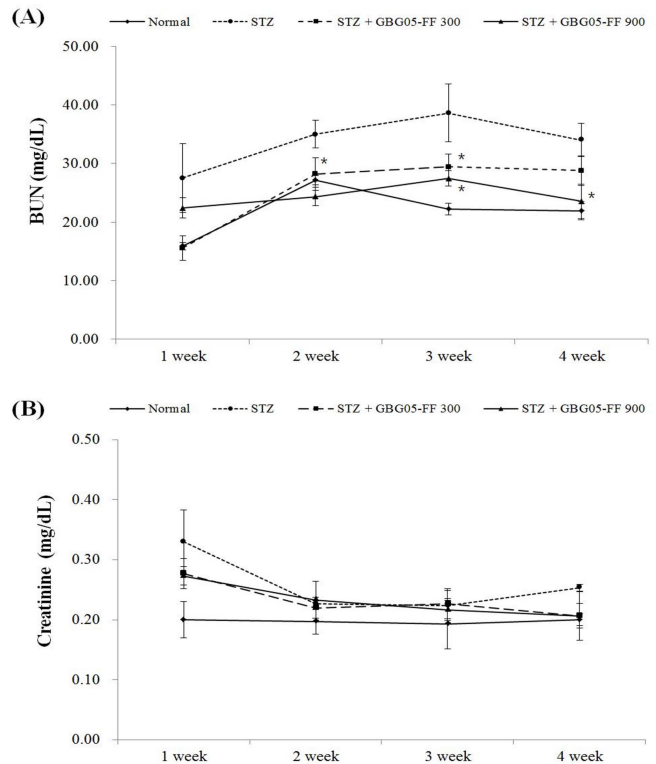 (A)
Normal STZ STZ + GBG05-FF 300 STZ + GBG05-FF 900
BUN (mg/dL)
50.00
40.00
30.00
20.00
10.00
0.00
*
*
*
*
1 week 2 week 3 week 4 week
(B)
Normal STZ STZ + GBG05-FF 300 STZ + GBG05-FF 900
Creatinine (mg/dL)
0.50
0.40
0.30
0.20
0.10
0.00
1 week 2 week 3 week 4 week